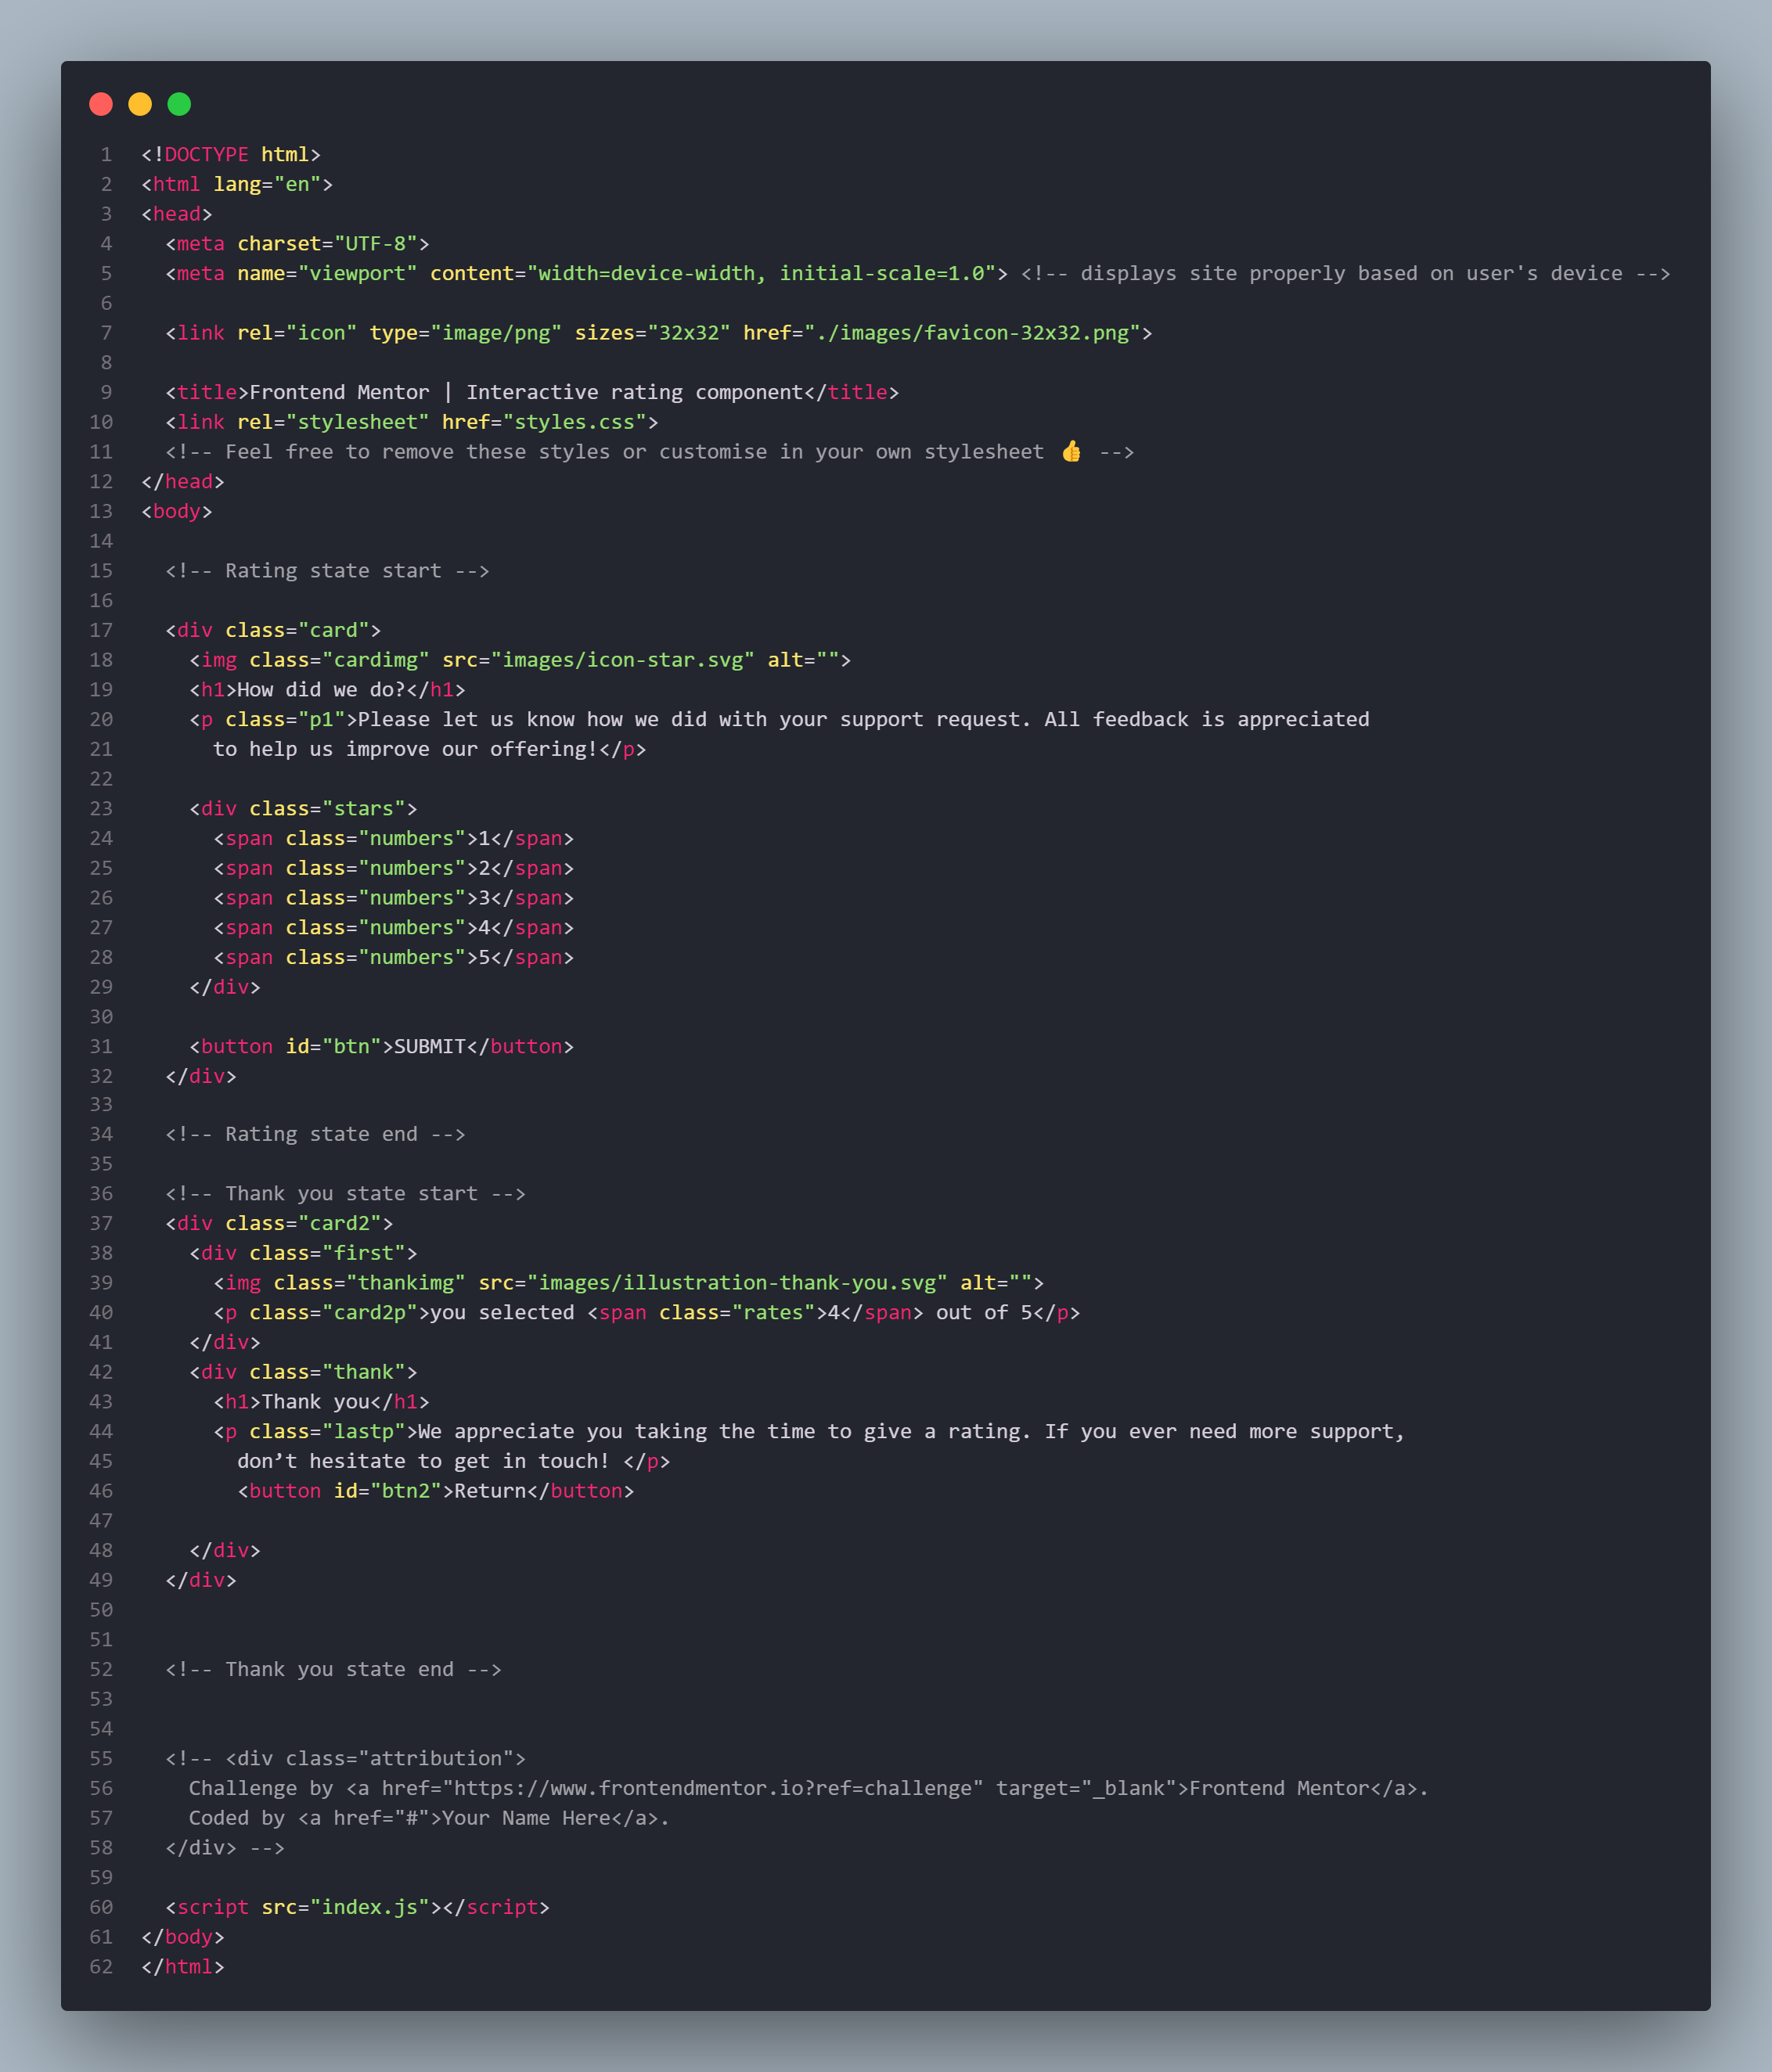 1 <!DOCTYPE html>
2 <html lang="en">
3 <head>
4   <meta charset="UTF-8">
5   <meta name="viewport" content="width=device-width, initial-scale=1.0"> <!-- displays site properly based on user's device -->
6
7   <link rel="icon" type="image/png" sizes="32x32" href="./images/favicon-32x32.png">
8
9   <title>Frontend Mentor | Interactive rating component</title>
10   <link rel="stylesheet" href="styles.css">
11   <!-- Feel free to remove these styles or customise in your own stylesheet 👍 -->
12 </head>
13 <body>
14
15   <!-- Rating state start -->
16
17   <div class="card">
18     <img class="cardimg" src="images/icon-star.svg" alt="">
19     <h1>How did we do?</h1>
20     <p class="p1">Please let us know how we did with your support request. All feedback is appreciated
21       to help us improve our offering!</p>
22
23     <div class="stars">
24       <span class="numbers">1</span>
25       <span class="numbers">2</span>
26       <span class="numbers">3</span>
27       <span class="numbers">4</span>
28       <span class="numbers">5</span>
29     </div>
30
31     <button id="btn">SUBMIT</button>
32   </div>
33
34   <!-- Rating state end -->
35
36   <!-- Thank you state start -->
37   <div class="card2">
38     <div class="first">
39       <img class="thankimg" src="images/illustration-thank-you.svg" alt="">
40       <p class="card2p">you selected <span class="rates">4</span> out of 5</p>
41     </div>
42     <div class="thank">
43       <h1>Thank you</h1>
44       <p class="lastp">We appreciate you taking the time to give a rating. If you ever need more support,
45         don’t hesitate to get in touch! </p>
46         <button id="btn2">Return</button>
47
48     </div>
49   </div>
50
51
52   <!-- Thank you state end -->
53
54
55   <!-- <div class="attribution">
56     Challenge by <a href="https://www.frontendmentor.io?ref=challenge" target="_blank">Frontend Mentor</a>.
57     Coded by <a href="#">Your Name Here</a>.
58   </div> -->
59
60   <script src="index.js"></script>
61 </body>
62 </html>